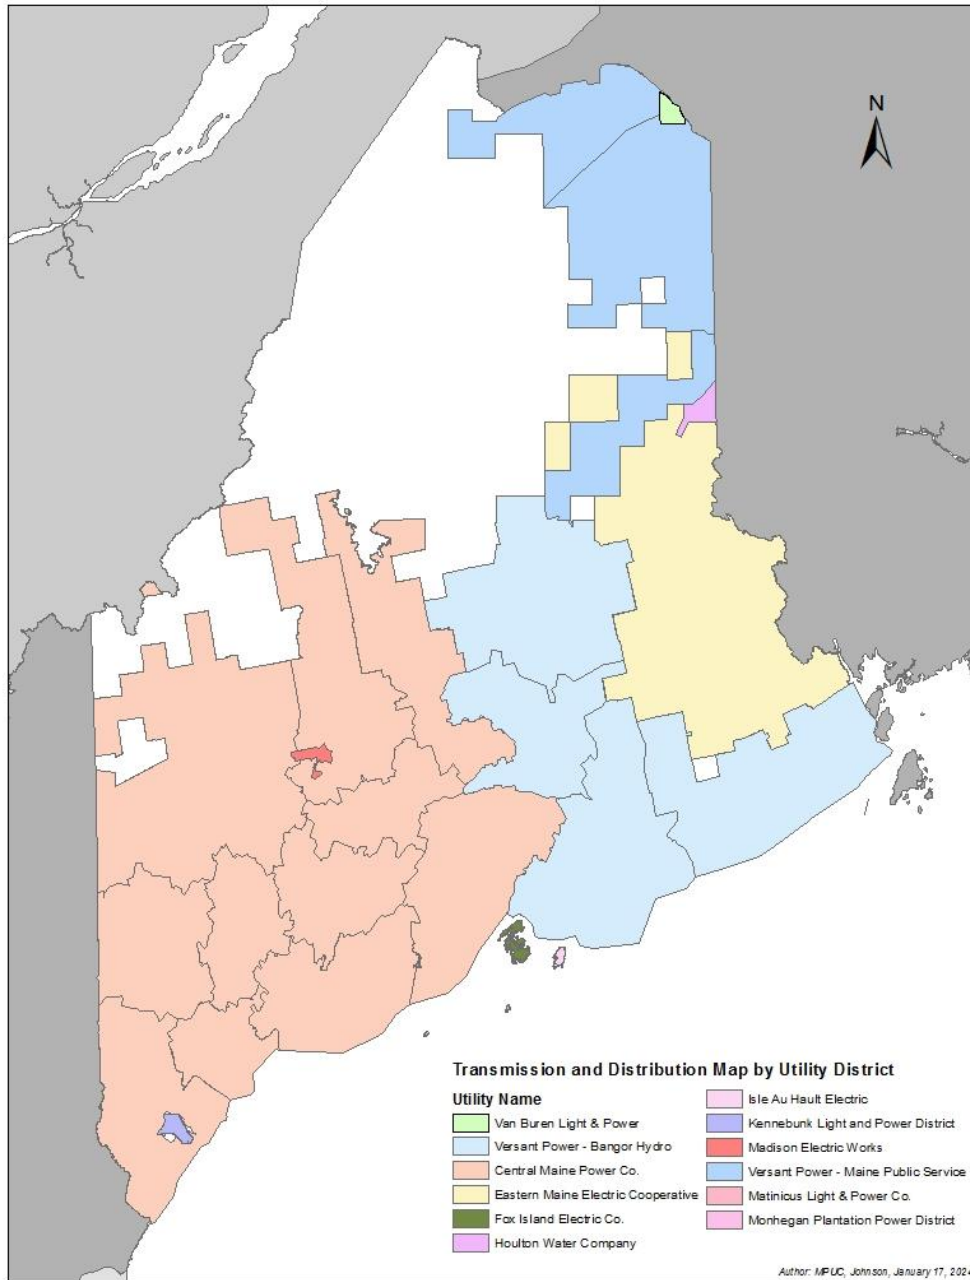 N
Transmission and Distribution Map by Utility District
Utility Name
Van Buren Light & Power
Versant Power - Bangor Hydro
Central Maine Power Co.
Eastern Maine Electric Cooperative
Fox Island Electric Co.
Houlton Water Company
Isle Au Hault Electric
Kennebunk Light and Power District
Madison Electric Works
Versant Power - Maine Public Service
Matinicus Light & Power Co.
Monhegan Plantation Power District
Author: MPUC, Johnson, January 17, 2024